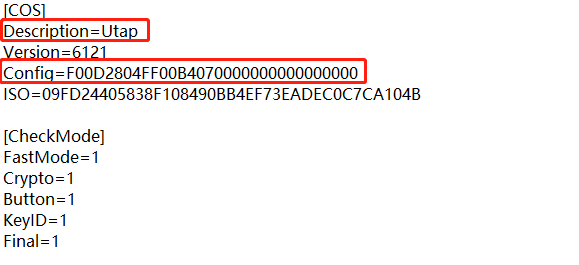 [COS]
Description=Utap
Version=6121
Config=F00D2804FF00B4070000000000000000
ISO=09FD24405838F108490BB4EF73EADEC0C7CA104B
[CheckMode]
FastMode=1
Crypto=1
Button=1
KeyID=1
Final=1